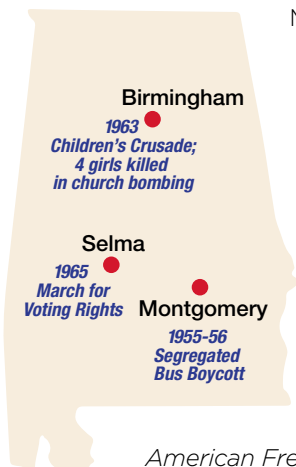 N
Birmingham
1963
Children's Crusade;
4 girls killed
in church bombing
Selma
1965
March for
Voting Rights
Montgomery
1955-56
Segregated
Bus Boycott
American Fre